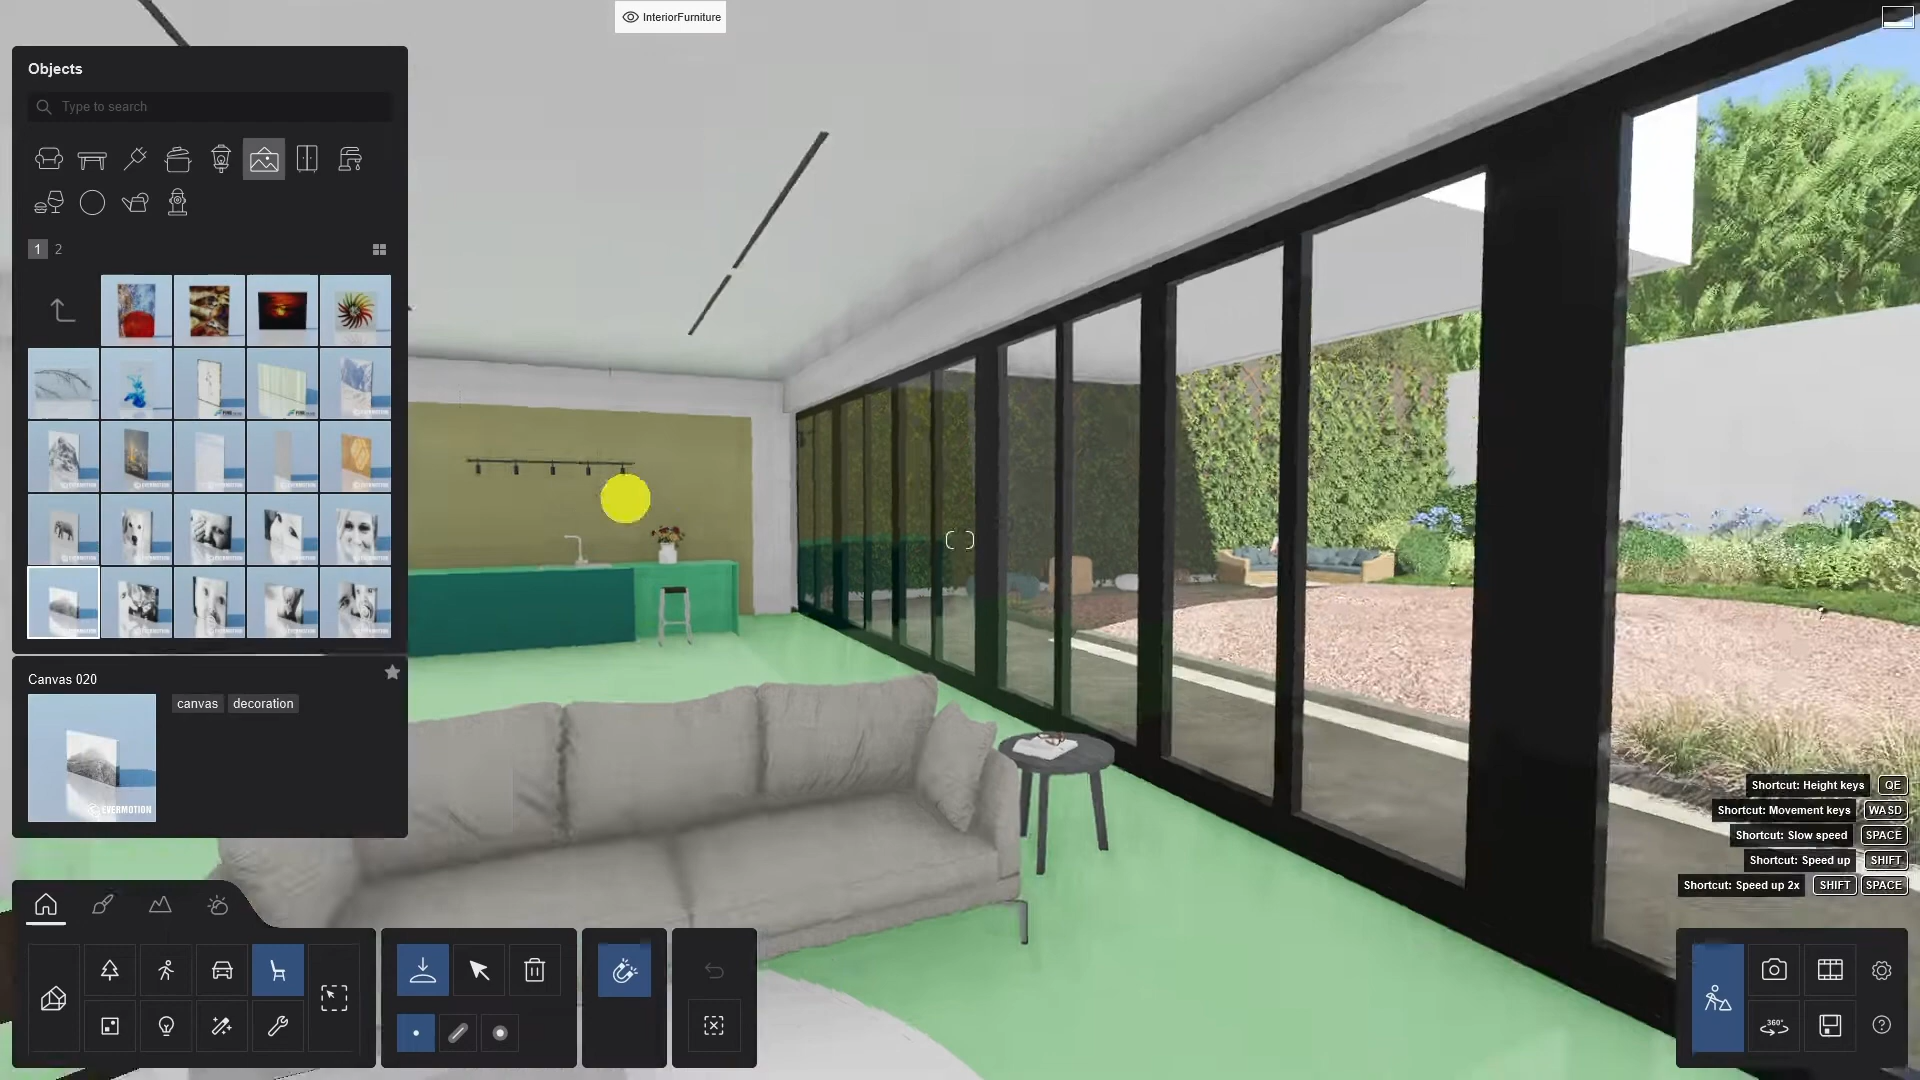 InteriorFurniture
Objects
Type to search
1 2
Canvas 020
canvas decoration
EVERMOTION
Shortcut: Height keys QE
Shortcut: Movement keys WASD
Shortcut: Slow speed SPACE
Shortcut: Speed up SHIFT
Shortcut: Speed up 2x SHIFT SPACE
360°